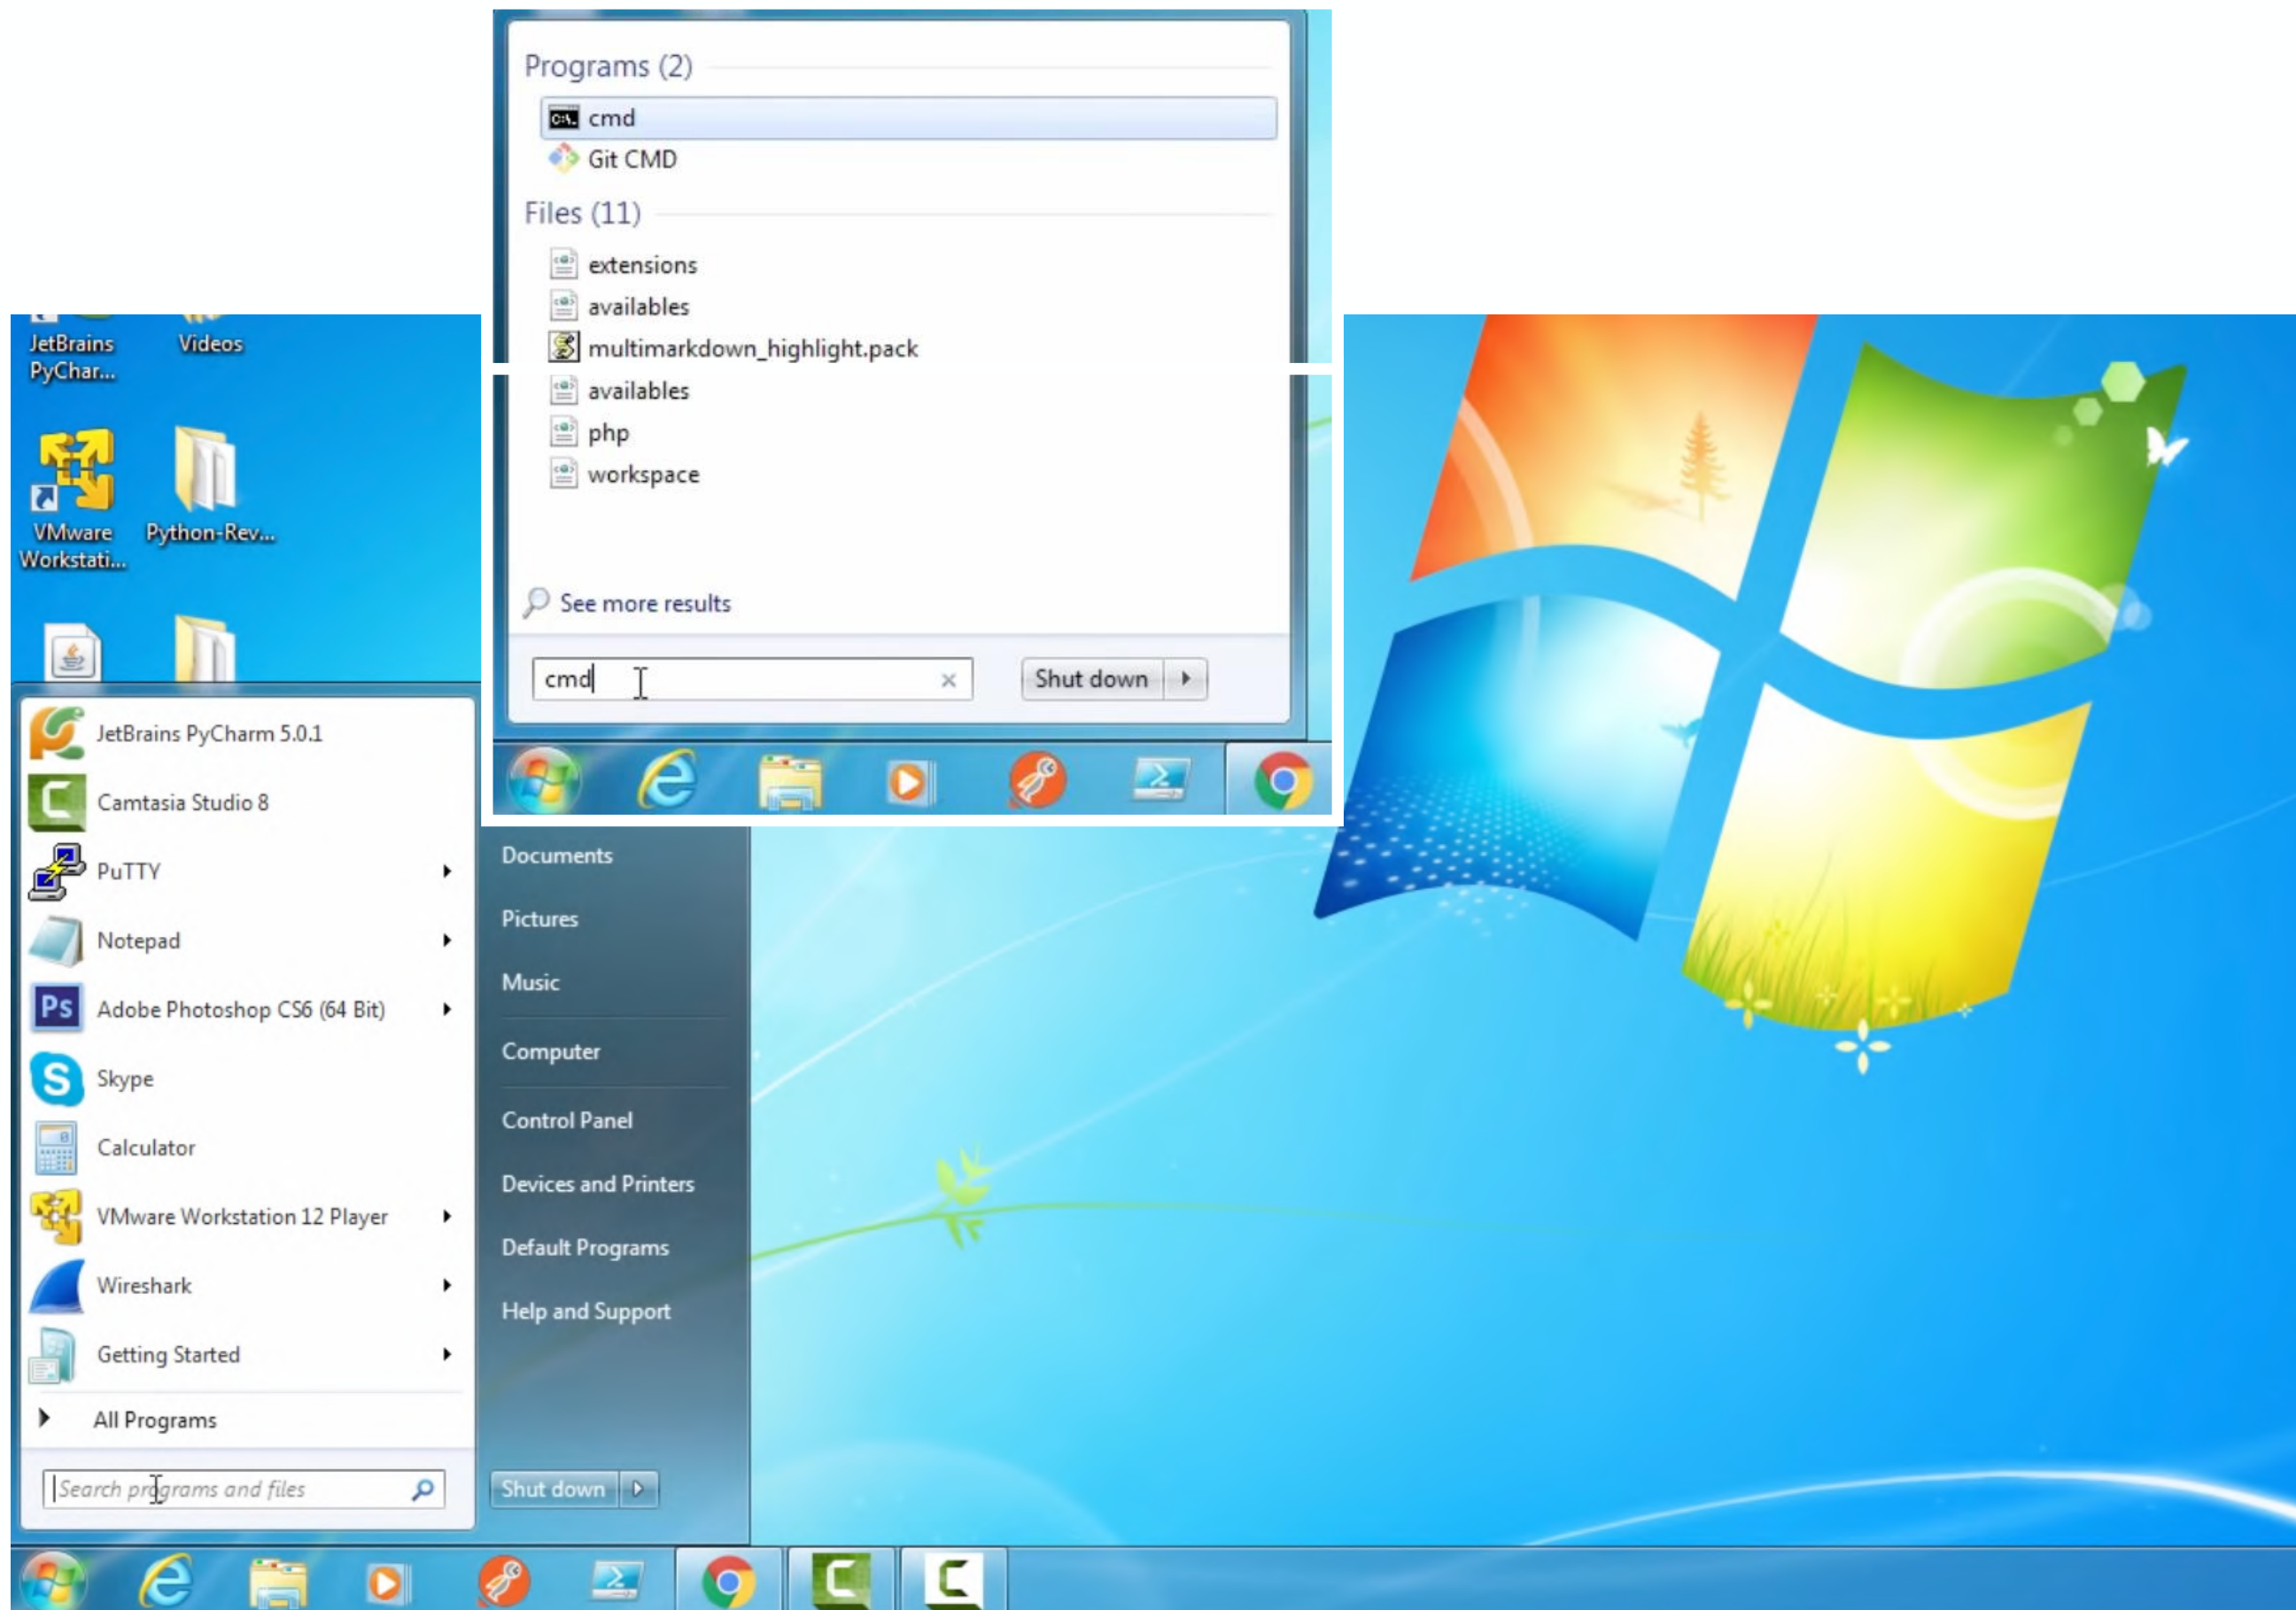 Programs (2)
cmd
Git CMD
Files (11)
extensions
availables
multimarkdown_highlight.pack
availables
php
workspace
See more results
cmd
Shut down
JetBrains
PyChar...
Videos
VMware
Workstati...
Python-Rev...
JetBrains PyCharm 5.0.1
Camtasia Studio 8
PuTTY
Notepad
Ps
Adobe Photoshop CS6 (64 Bit)
Skype
Calculator
VMware Workstation 12 Player
Wireshark
Getting Started
All Programs
Search programs and files
Documents
Pictures
Music
Computer
Control Panel
Devices and Printers
Default Programs
Help and Support
Shut down